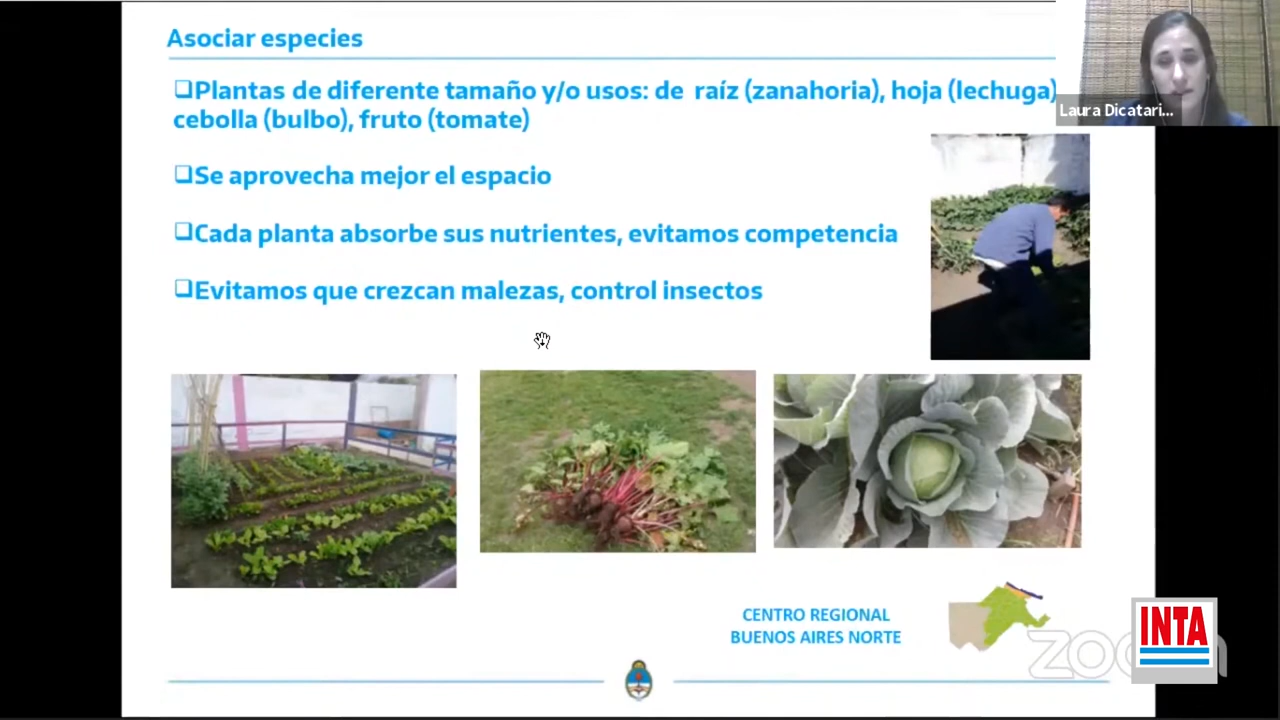 Asociar especies
❑Plantas de diferente tamaño y/o usos: de raíz (zanahoria), hoja (lechuga)
cebolla (bulbo), fruto (tomate)
Laura Dicatari...
❑Se aprovecha mejor el espacio
❑Cada planta absorbe sus nutrientes, evitamos competencia
❑Evitamos que crezcan malezas, control insectos
CENTRO REGIONAL
BUENOS AIRES NORTE
INTA
zoom